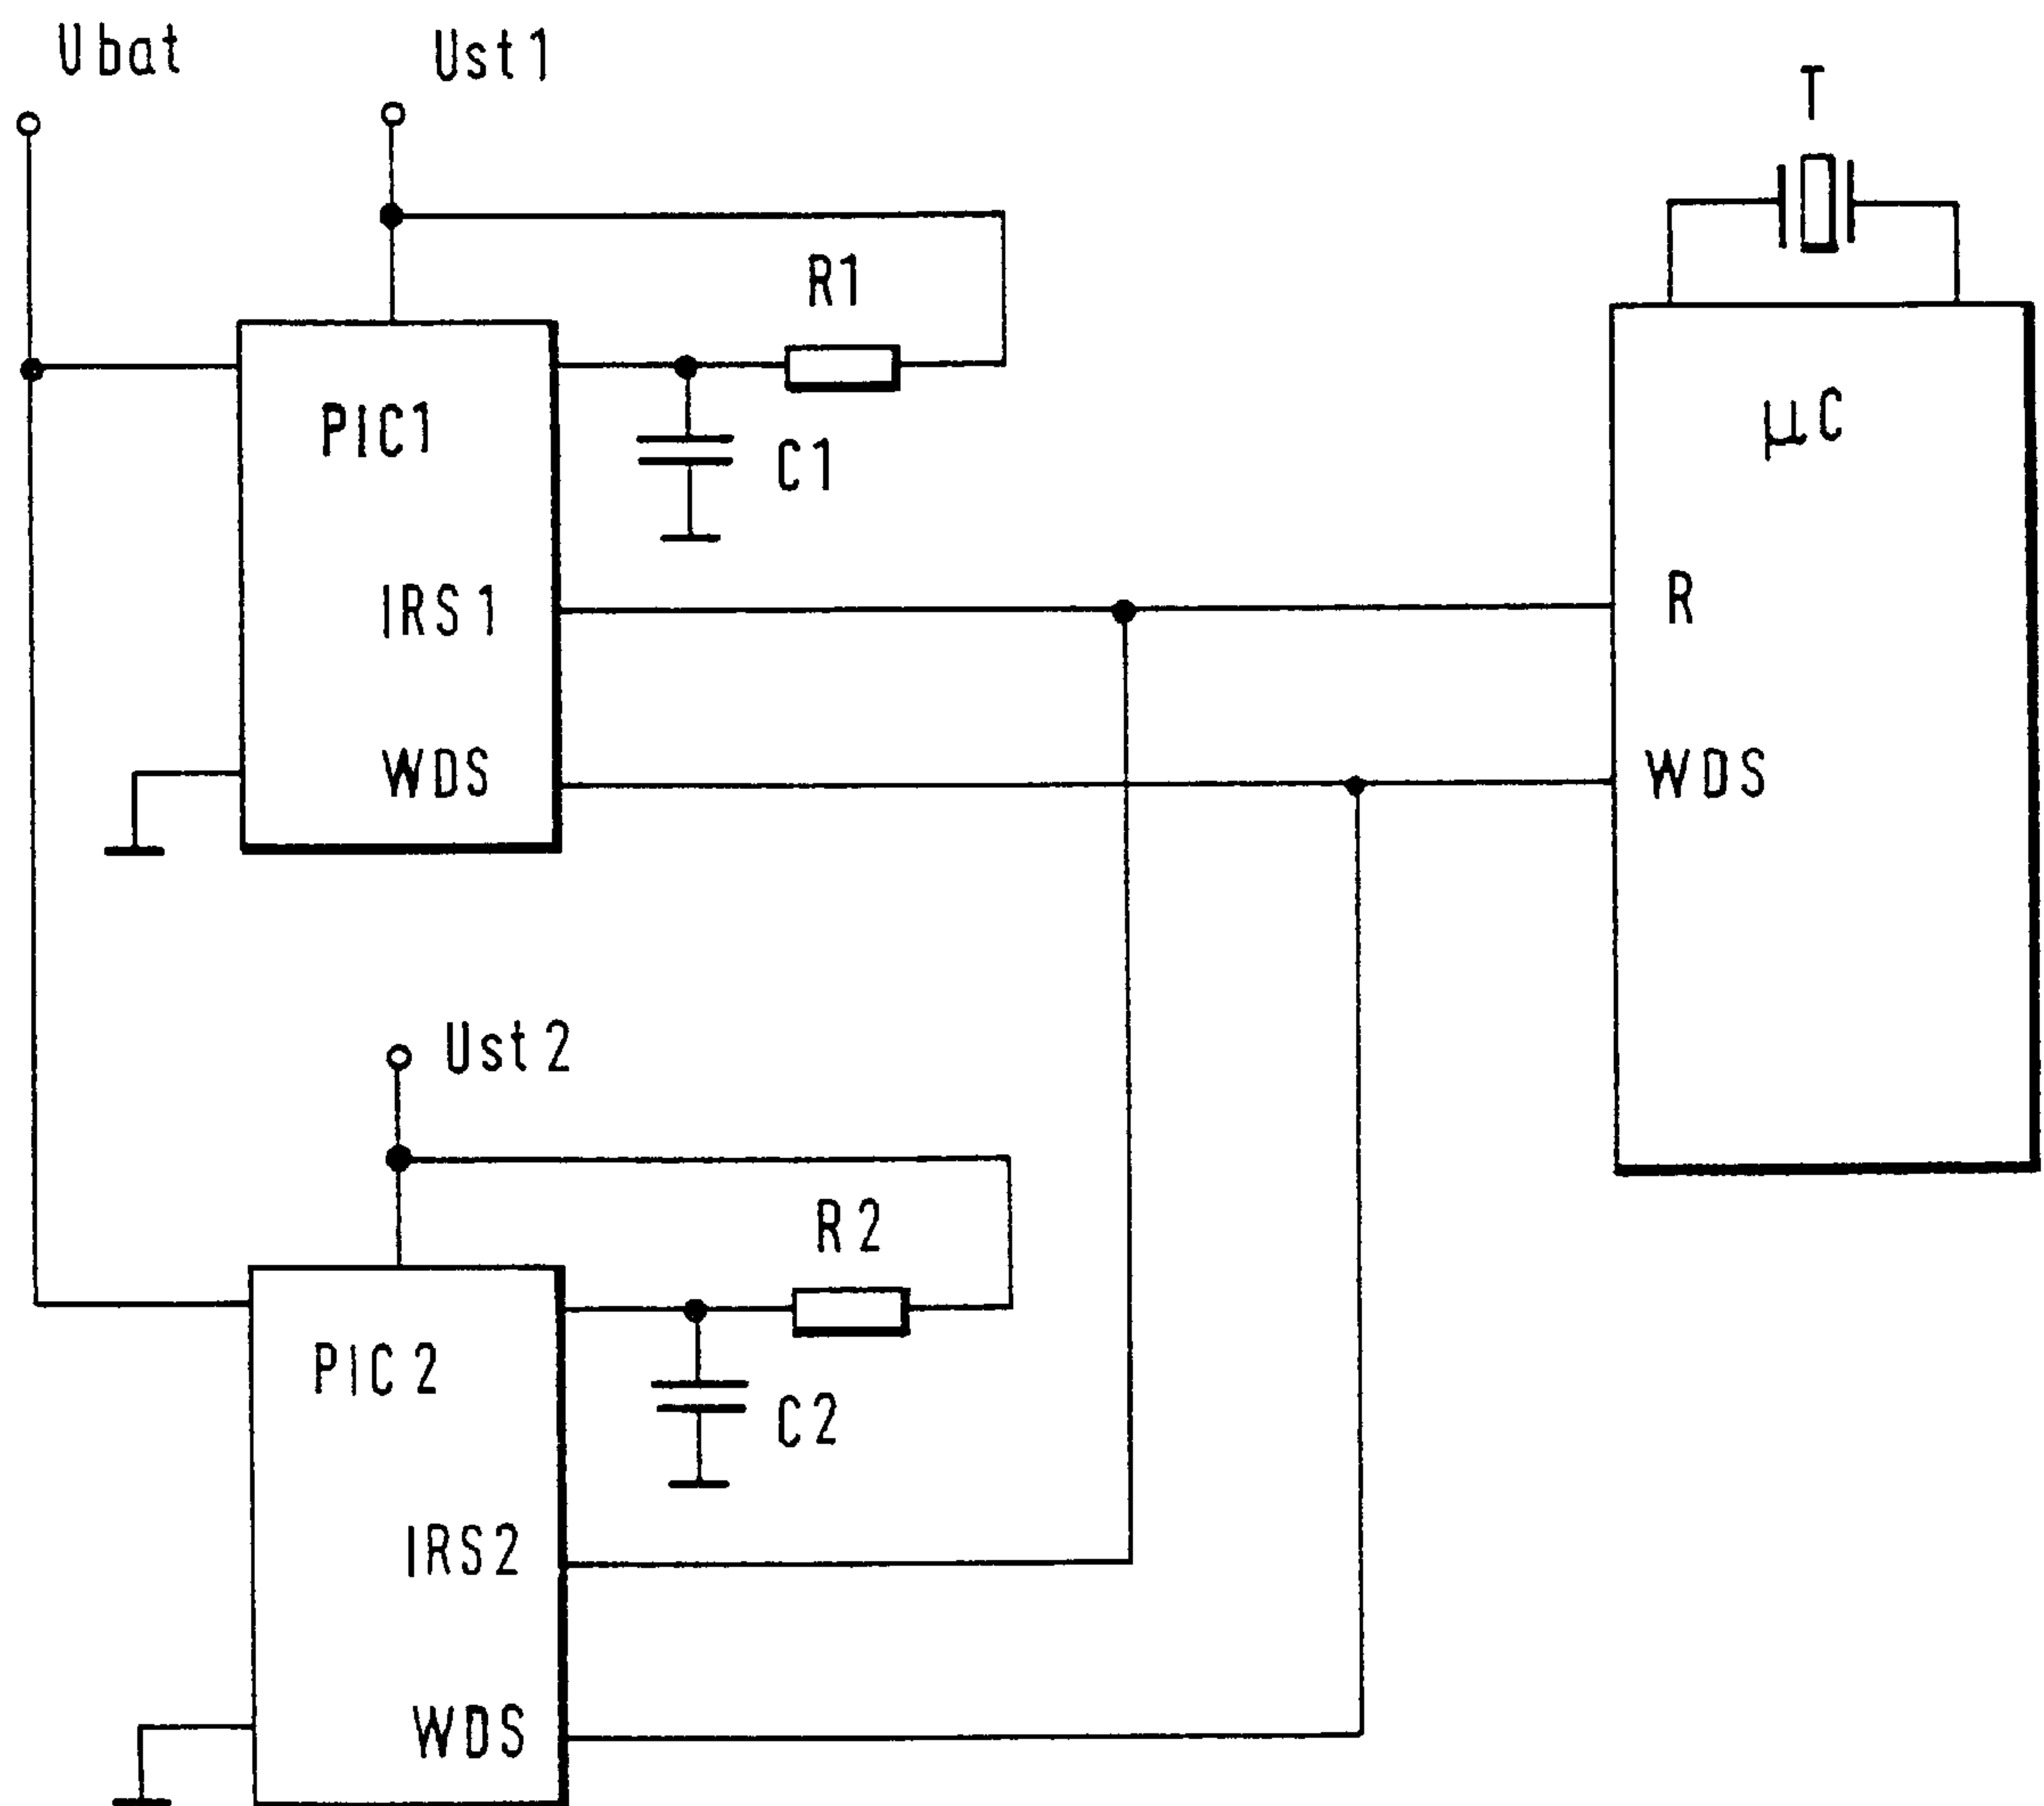 Ubat
Ust1
T
R1
PIC1
µC
C1
IRS1
R
WDS
WDS
Ust2
R2
PIC2
C2
IRS2
WDS